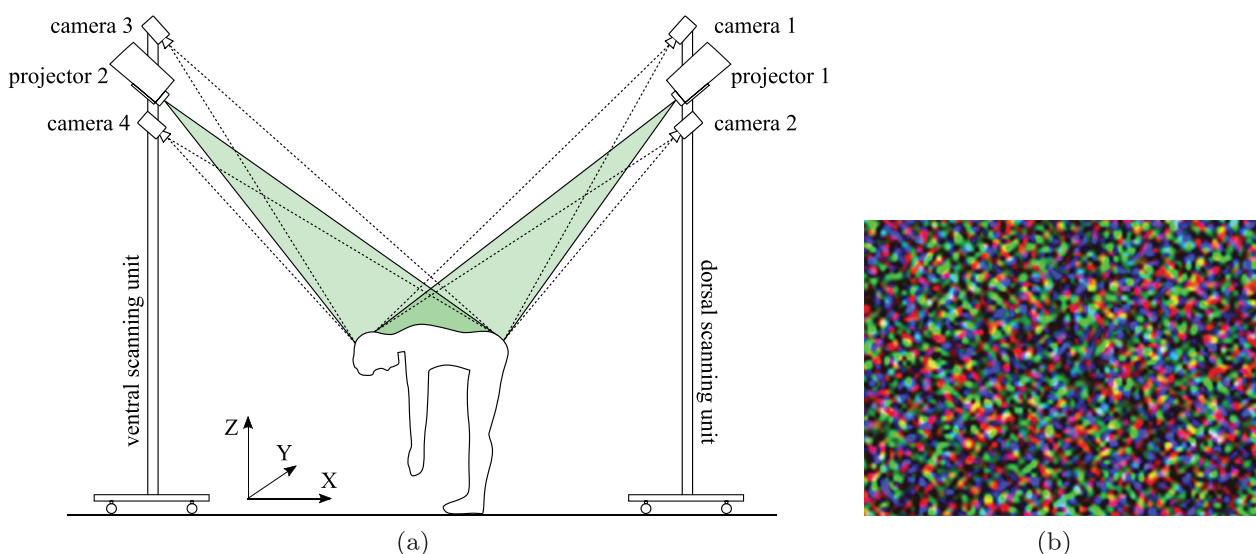 camera 3
camera 1
projector 2
projector 1
camera 4
camera 2
ventral scanning unit
dorsal scanning unit
Z
Y
X
(a)
(b)